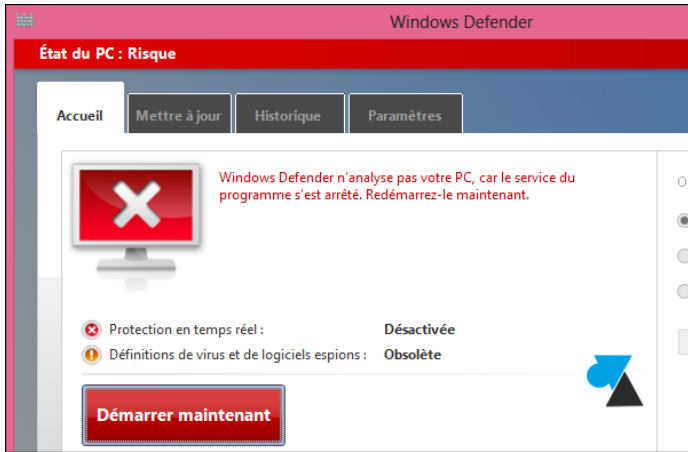 Windows Defender
État du PC : Risque
Accueil
Mettre à jour
Historique
Paramètres
Windows Defender n'analyse pas votre PC, car le service du
programme s'est arrêté. Redémarrez-le maintenant.
Protection en temps réel : Désactivée
Définitions de virus et de logiciels espions : Obsolète
Démarrer maintenant